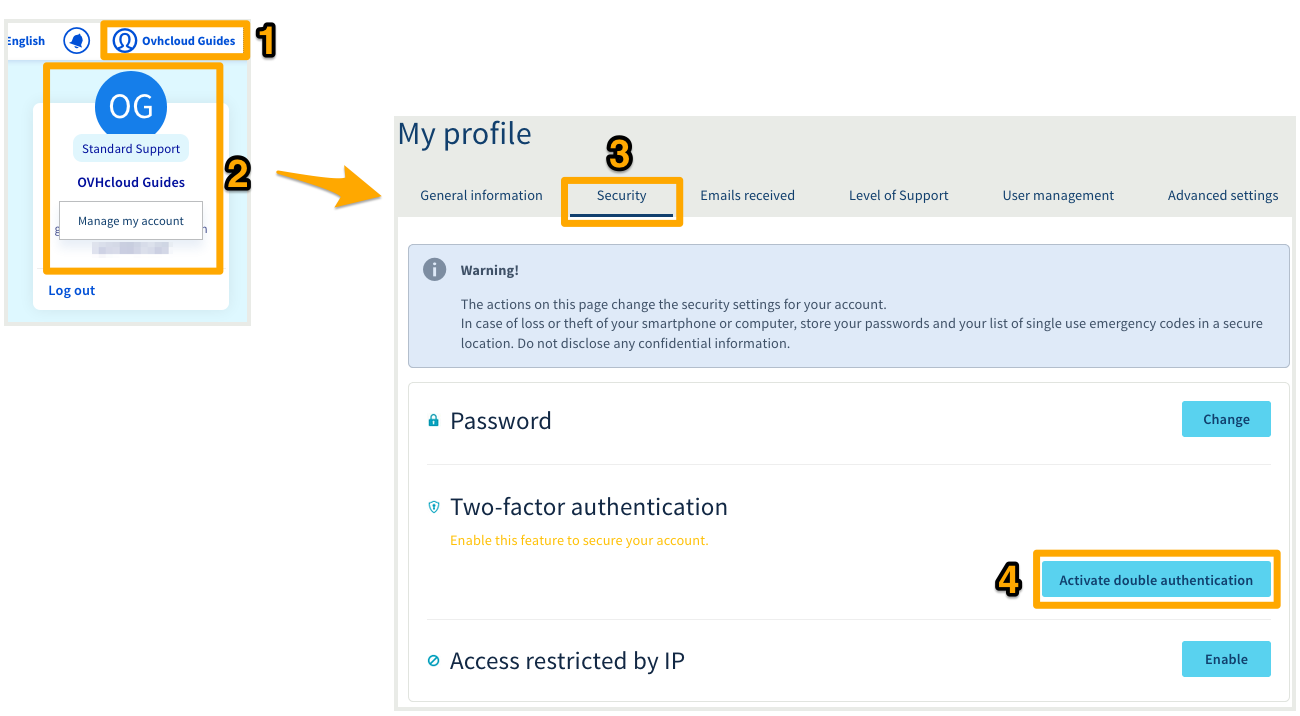 English
Ovhcloud Guides
1
OG
Standard Support
OVHcloud Guides
2
Manage my account
Log out
My profile
3
General information
Security
Emails received
Level of Support
User management
Advanced settings
Warning!
The actions on this page change the security settings for your account.
In case of loss or theft of your smartphone or computer, store your passwords and your list of single use emergency codes in a secure
location. Do not disclose any confidential information.
Password
Change
Two-factor authentication
Enable this feature to secure your account.
4
Activate double authentication
Access restricted by IP
Enable